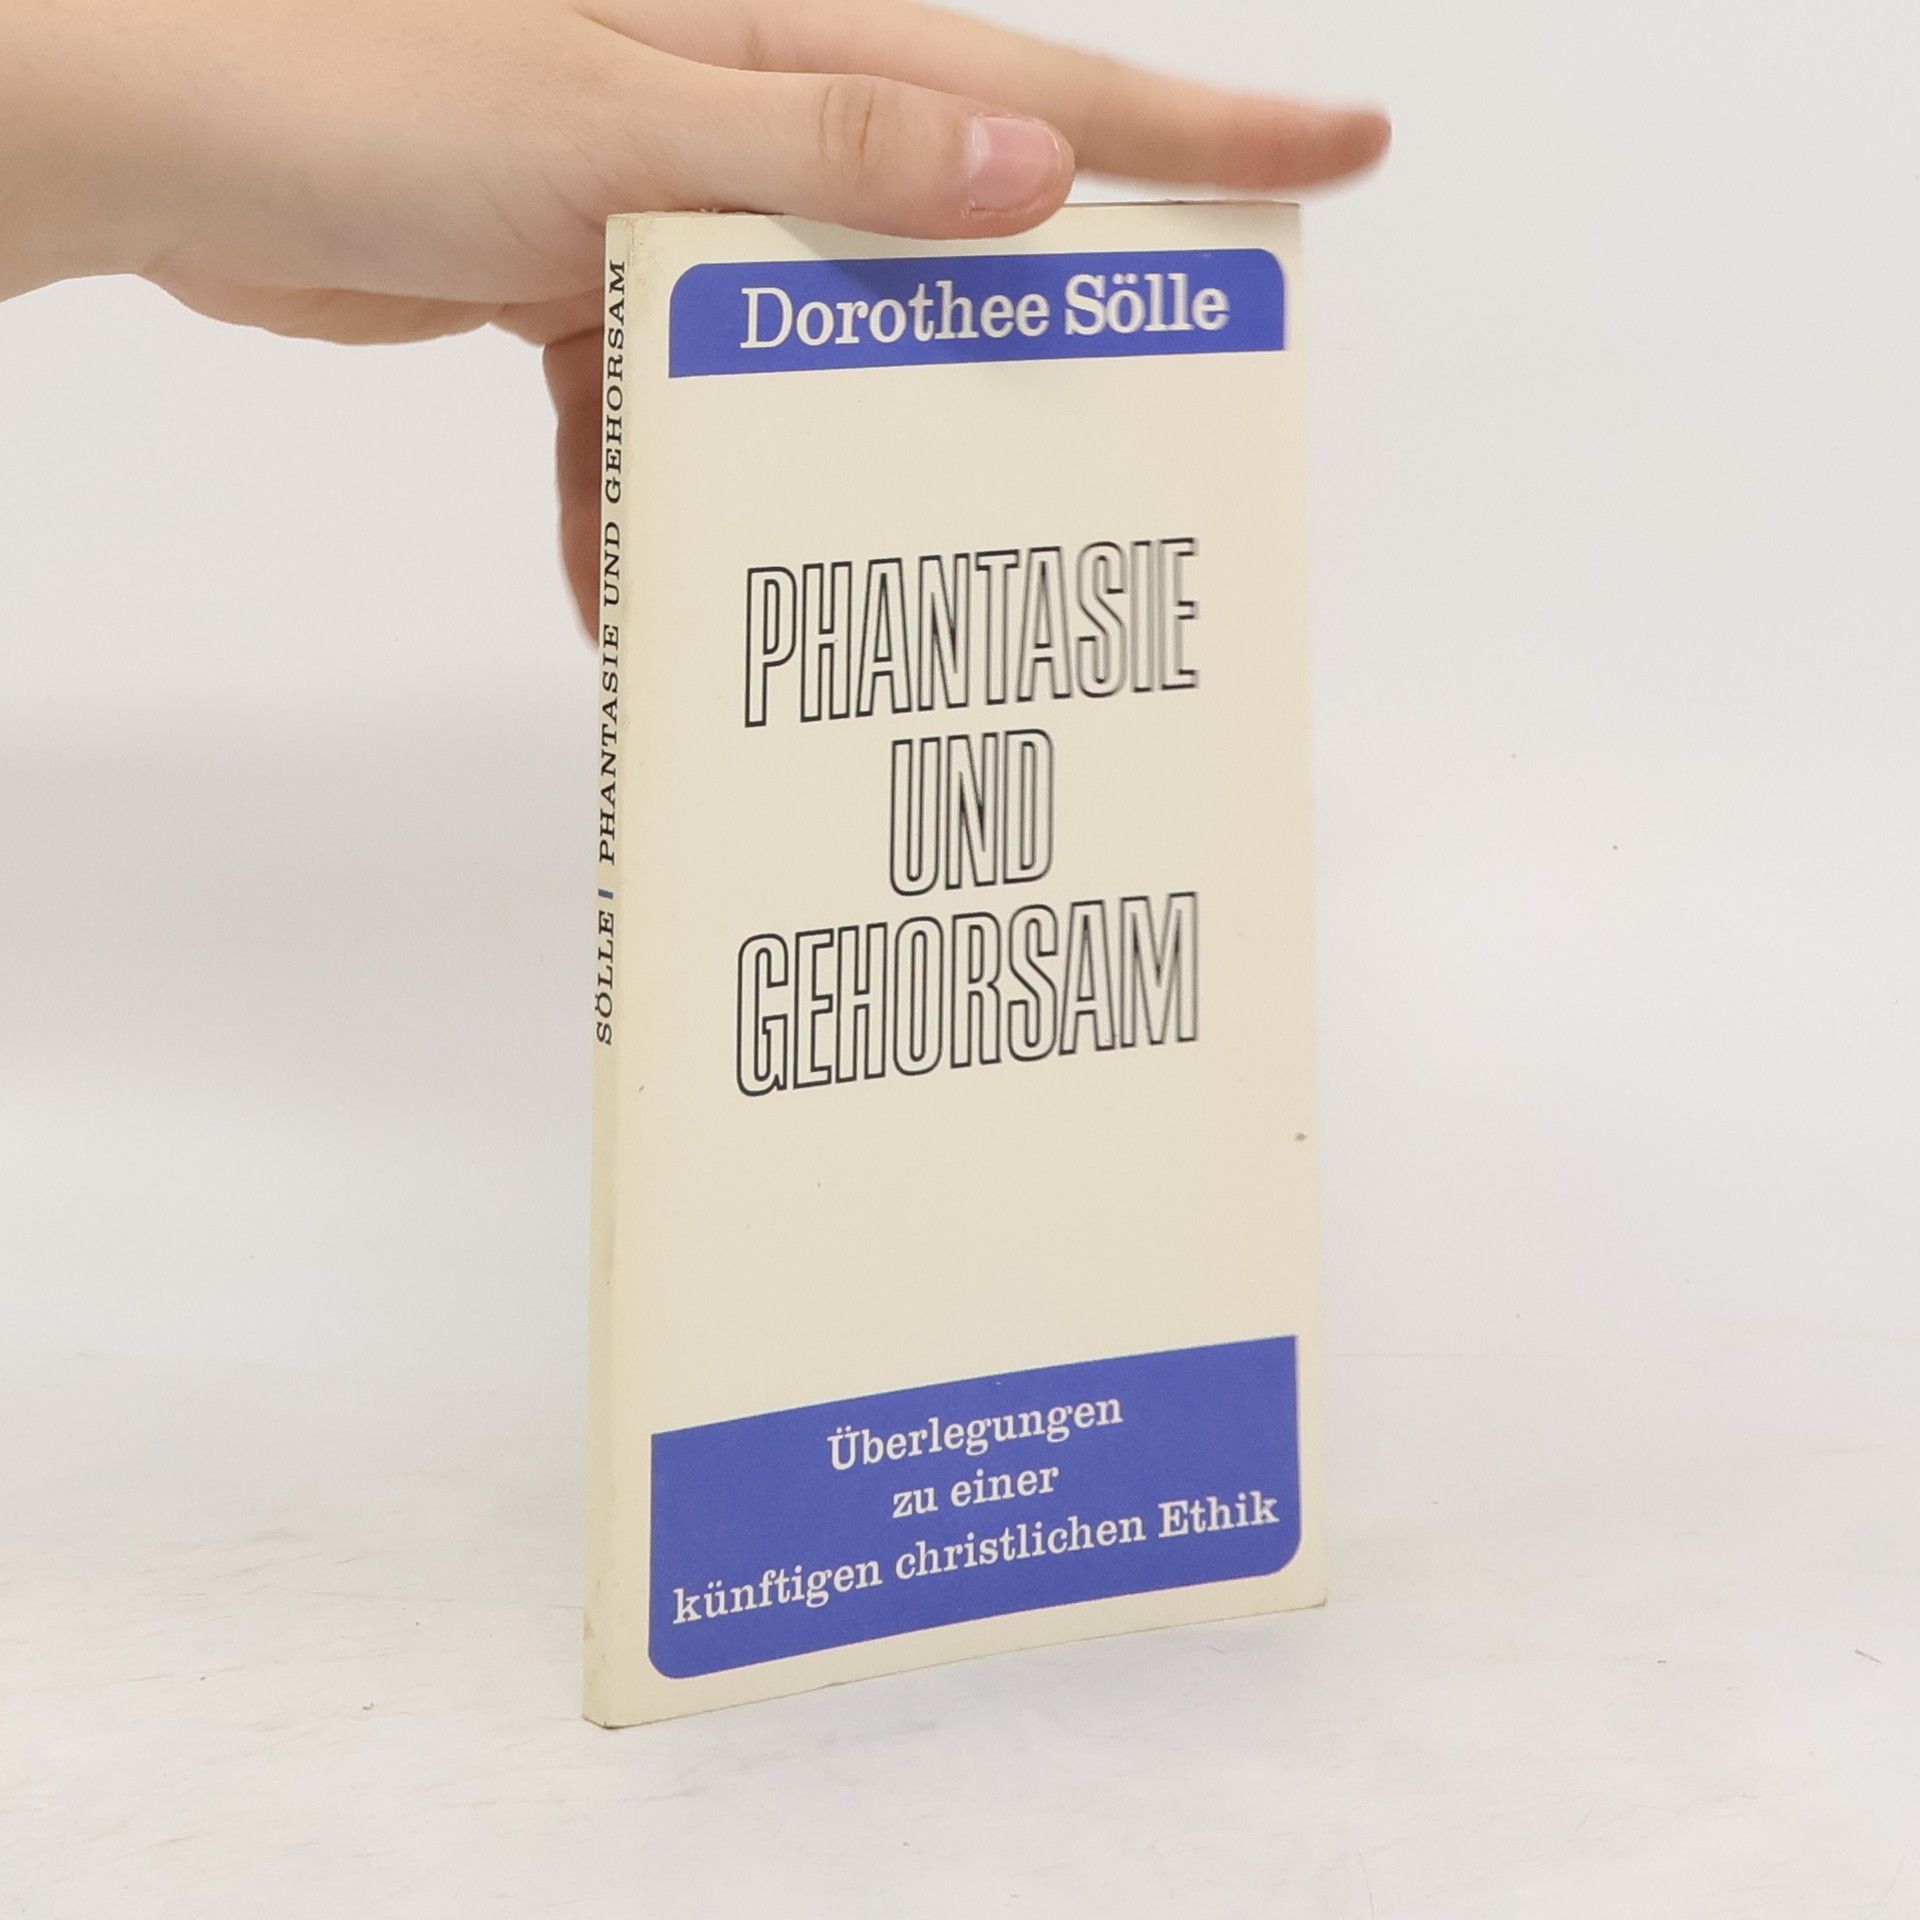 Dorothee Sölle
PHANTASIE
UND
GEHORSAM
Überlegungen
zu einer
künftigen christlichen Ethik
SÖLLE | PHANTASIE UND GEHORSAM